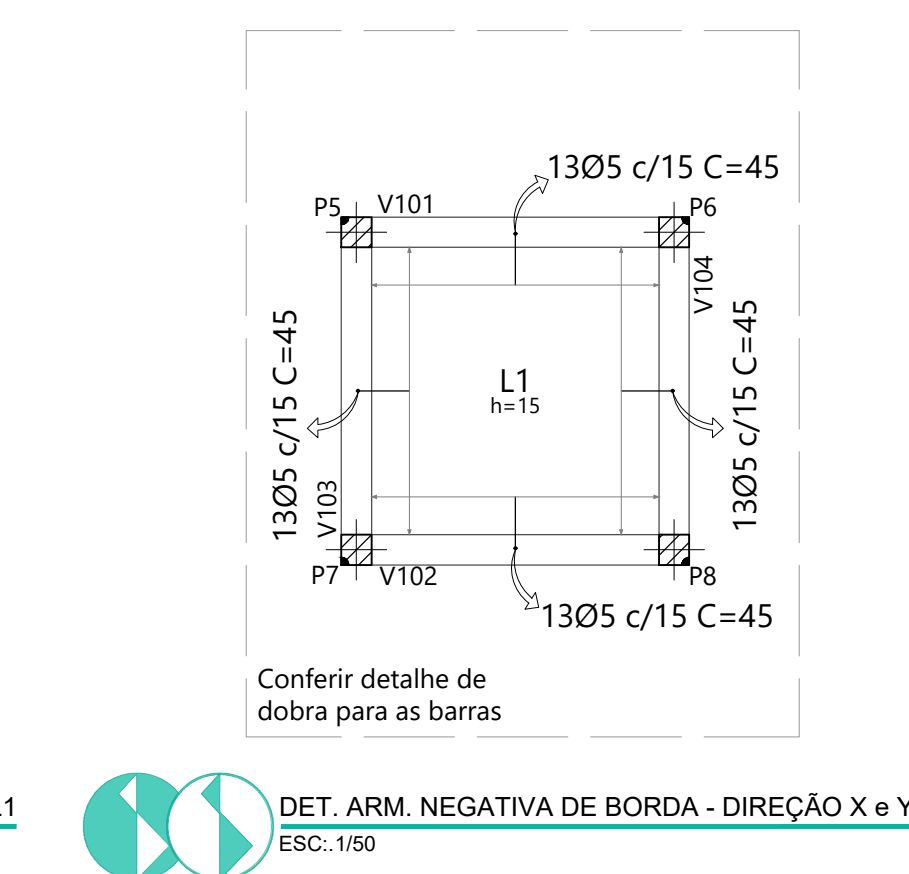 13Ø5 c/15 C=45
P5
V101
P6
V104
13Ø5 c/15 C=45
13Ø5 c/15 C=45
L1
h=15
V103
P7
V102
P8
13Ø5 c/15 C=45
Conferir detalhe de
dobra para as barras
.1
DET. ARM. NEGATIVA DE BORDA - DIREÇÃO X e Y
ESC:.1/50